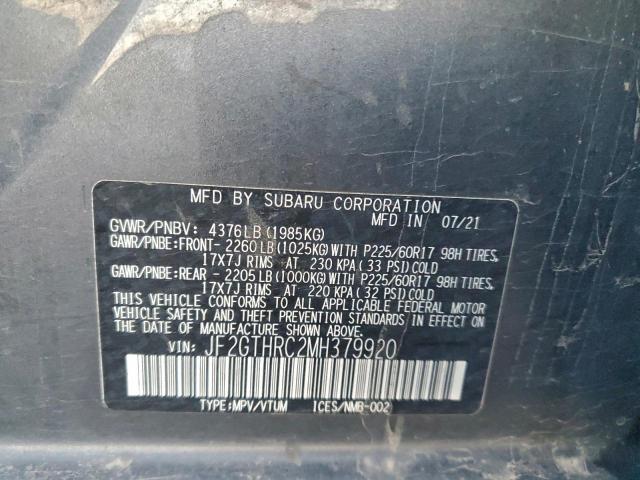 MFD BY SUBARU CORPORATION
MFD IN 07/21
GVWR/PNBV: 4376LB(1985KG)
GAWR/PNBE:FRONT- 2260LB(1025KG)WITH P225/60R17 98H TIRES,
17X7J RIMS AT 230 KPA(33 PSI)COLD
GAWR/PNBE:REAR - 2205LB(1000KG)WITH P225/60R17 98H TIRES,
17X7J RIMS AT 220 KPA(32 PSI)COLD
THIS VEHICLE CONFORMS TO ALL APPLICABLE FEDERAL MOTOR
VEHICLE SAFETY AND THEFT PREVENTION STANDARDS IN EFFECT ON
THE DATE OF MANUFACTURE SHOWN ABOVE.
VIN: JF2GTHRC2MH379920
TYPE:MPV/VTUM ICES/NMB-002